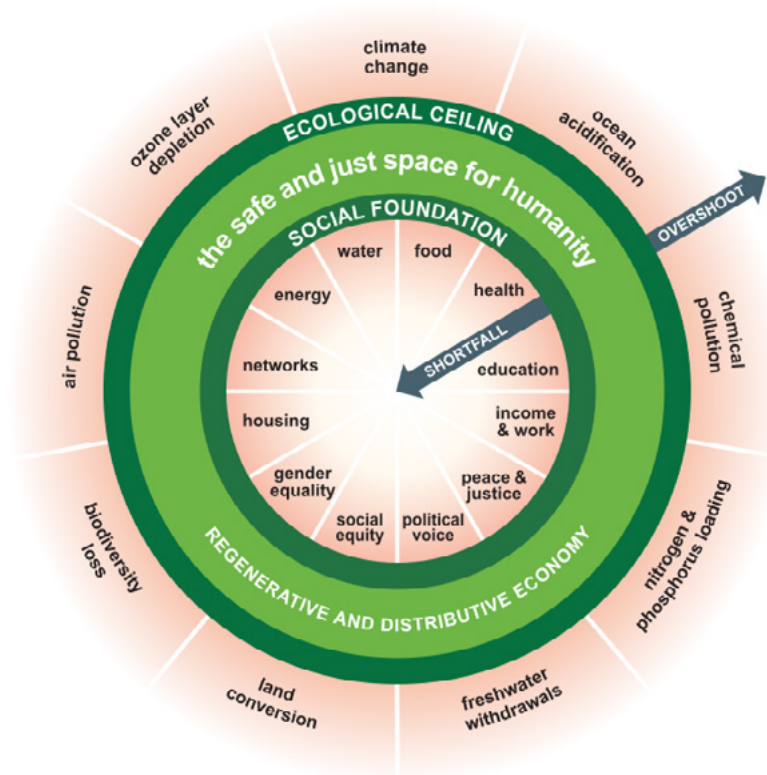 climate
change
ocean
acidification
chemical
pollution
nitrogen &
phosphorus loading
freshwater
withdrawals
land
conversion
biodiversity
loss
air pollution
ozone layer
depletion
OVERSHOOT
ECOLOGICAL CEILING
the safe and just space for humanity
SOCIAL FOUNDATION
water
food
health
SHORTFALL
education
income
& work
peace &
justice
political
voice
social
equity
gender
equality
housing
networks
energy
REGENERATIVE AND DISTRIBUTIVE ECONOMY